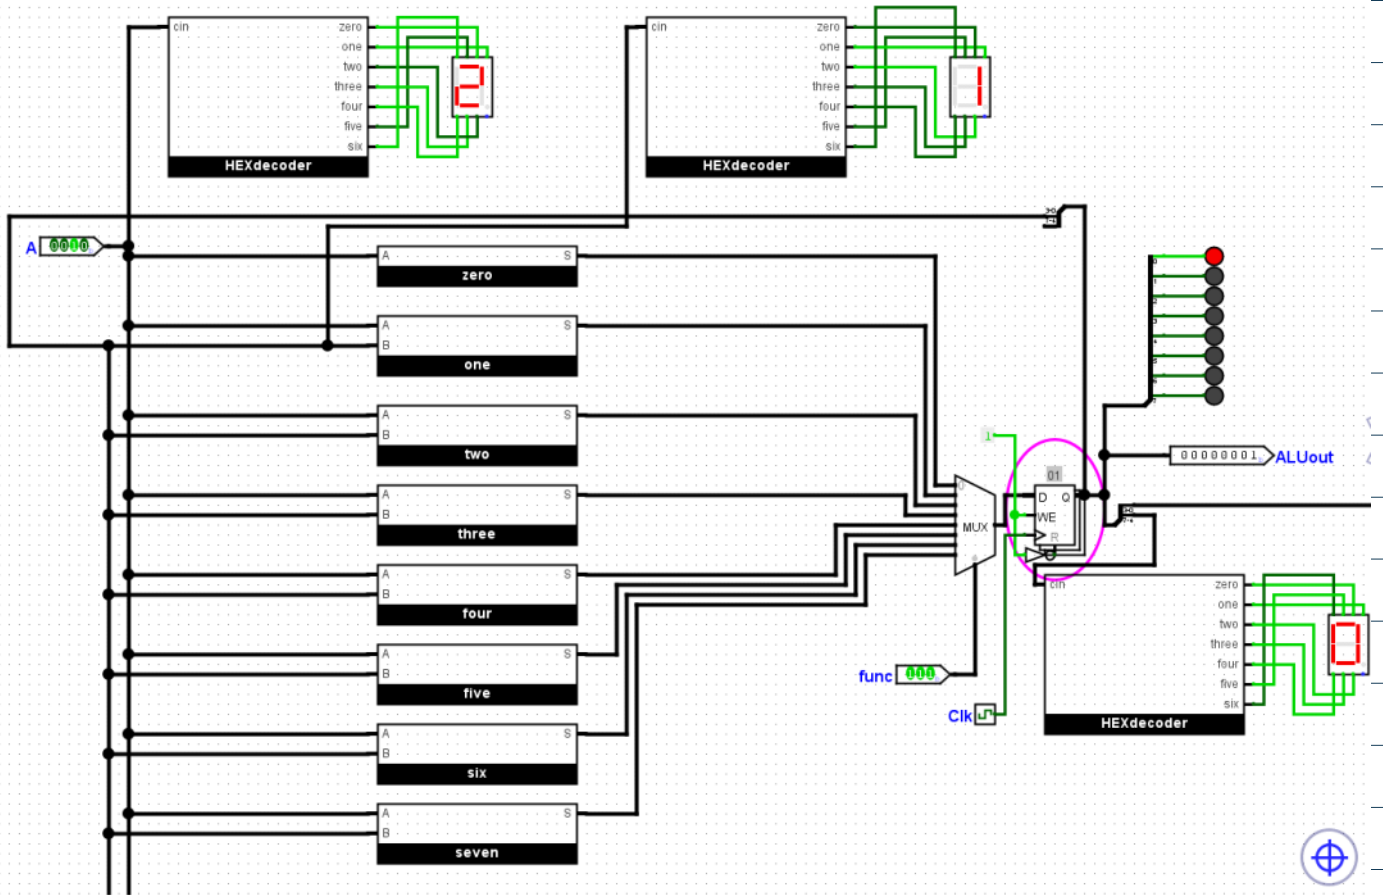 cin zero one two three four five six
HEXdecoder
cin zero one two three four five six
HEXdecoder
A 0010
A S
zero
A S
B
one
A S
B
two
A S
B
three
A S
B
four
A S
B
five
A S
B
six
A S
B
seven
MUX
1
01
D Q
WE
R
00000001 ALUout
func 000
Clk
cin zero one two three four five six
HEXdecoder